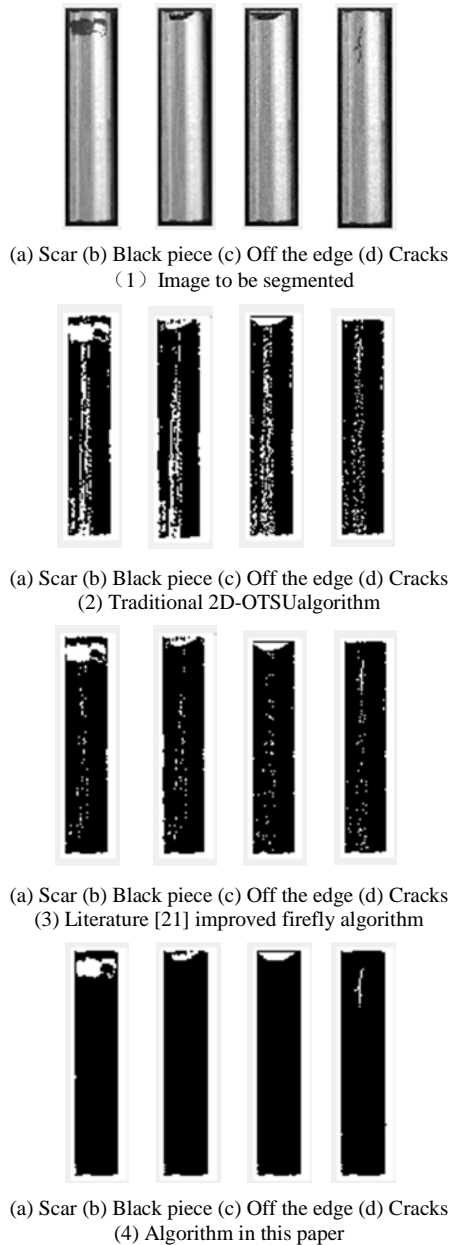 (a) Scar (b) Black piece (c) Off the edge (d) Cracks
（1） Image to be segmented
(a) Scar (b) Black piece (c) Off the edge (d) Cracks
(2) Traditional 2D-OTSUalgorithm
(a) Scar (b) Black piece (c) Off the edge (d) Cracks
(3) Literature [21] improved firefly algorithm
(a) Scar (b) Black piece (c) Off the edge (d) Cracks
(4) Algorithm in this paper